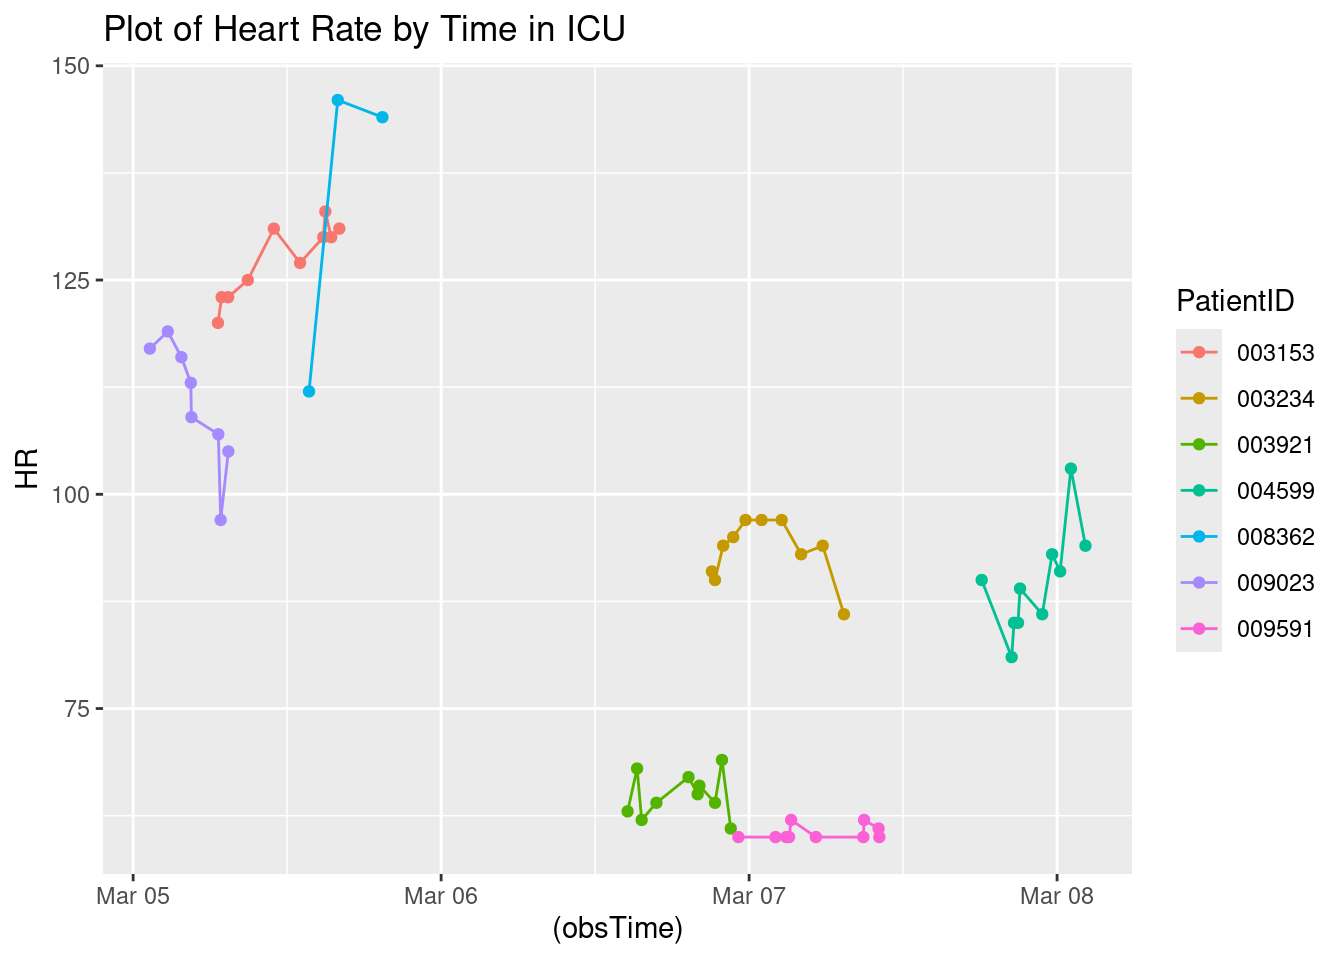 Plot of Heart Rate by Time in ICU
150
125
100
75
HR
Mar 05
Mar 06
Mar 07
Mar 08
(obsTime)
PatientID
003153
003234
003921
004599
008362
009023
009591